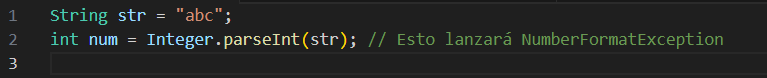 1 String str = "abc";
2 int num = Integer.parseInt(str); // Esto lanzará NumberFormatException
3